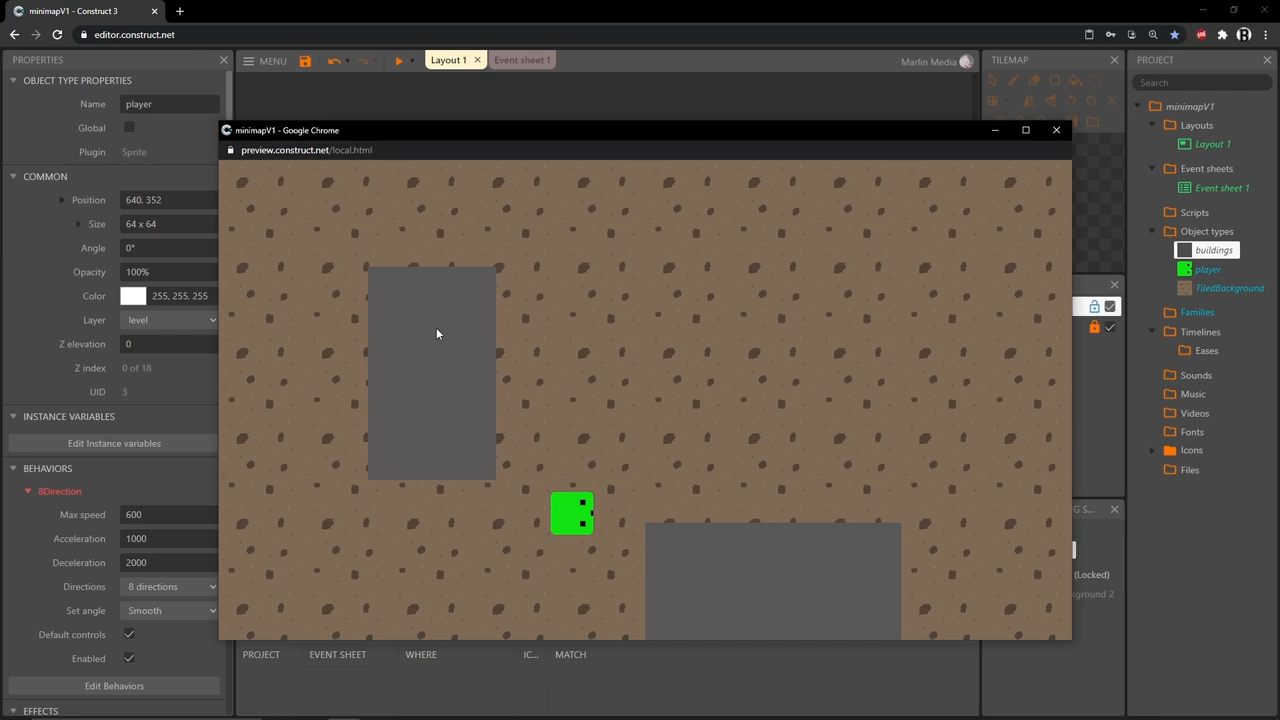 minimapV1 - Construct 3
editor.construct.net
PROPERTIES
OBJECT TYPE PROPERTIES
Name player
Global
Plugin Sprite
COMMON
Position 640, 352
Size 64 x 64
Angle 0°
Opacity 100%
Color 255, 255, 255
Layer level
Z elevation 0
Z index 0 of 18
UID 3
INSTANCE VARIABLES
Edit Instance variables
BEHAVIORS
8Direction
Max speed 600
Acceleration 1000
Deceleration 2000
Directions 8 directions
Set angle Smooth
Default controls
Enabled
Edit Behaviors
EFFECTS
MENU
Layout 1
Event sheet 1
Marlin Media
minimapV1 - Google Chrome
preview.construct.net/local.html
PROJECT EVENT SHEET WHERE IC... MATCH
TILEMAP
G S...
(Locked)
ground 2
PROJECT
Search
minimapV1
Layouts
Layout 1
Event sheets
Event sheet 1
Scripts
Object types
buildings
player
TiledBackground
Families
Timelines
Eases
Sounds
Music
Videos
Fonts
Icons
Files